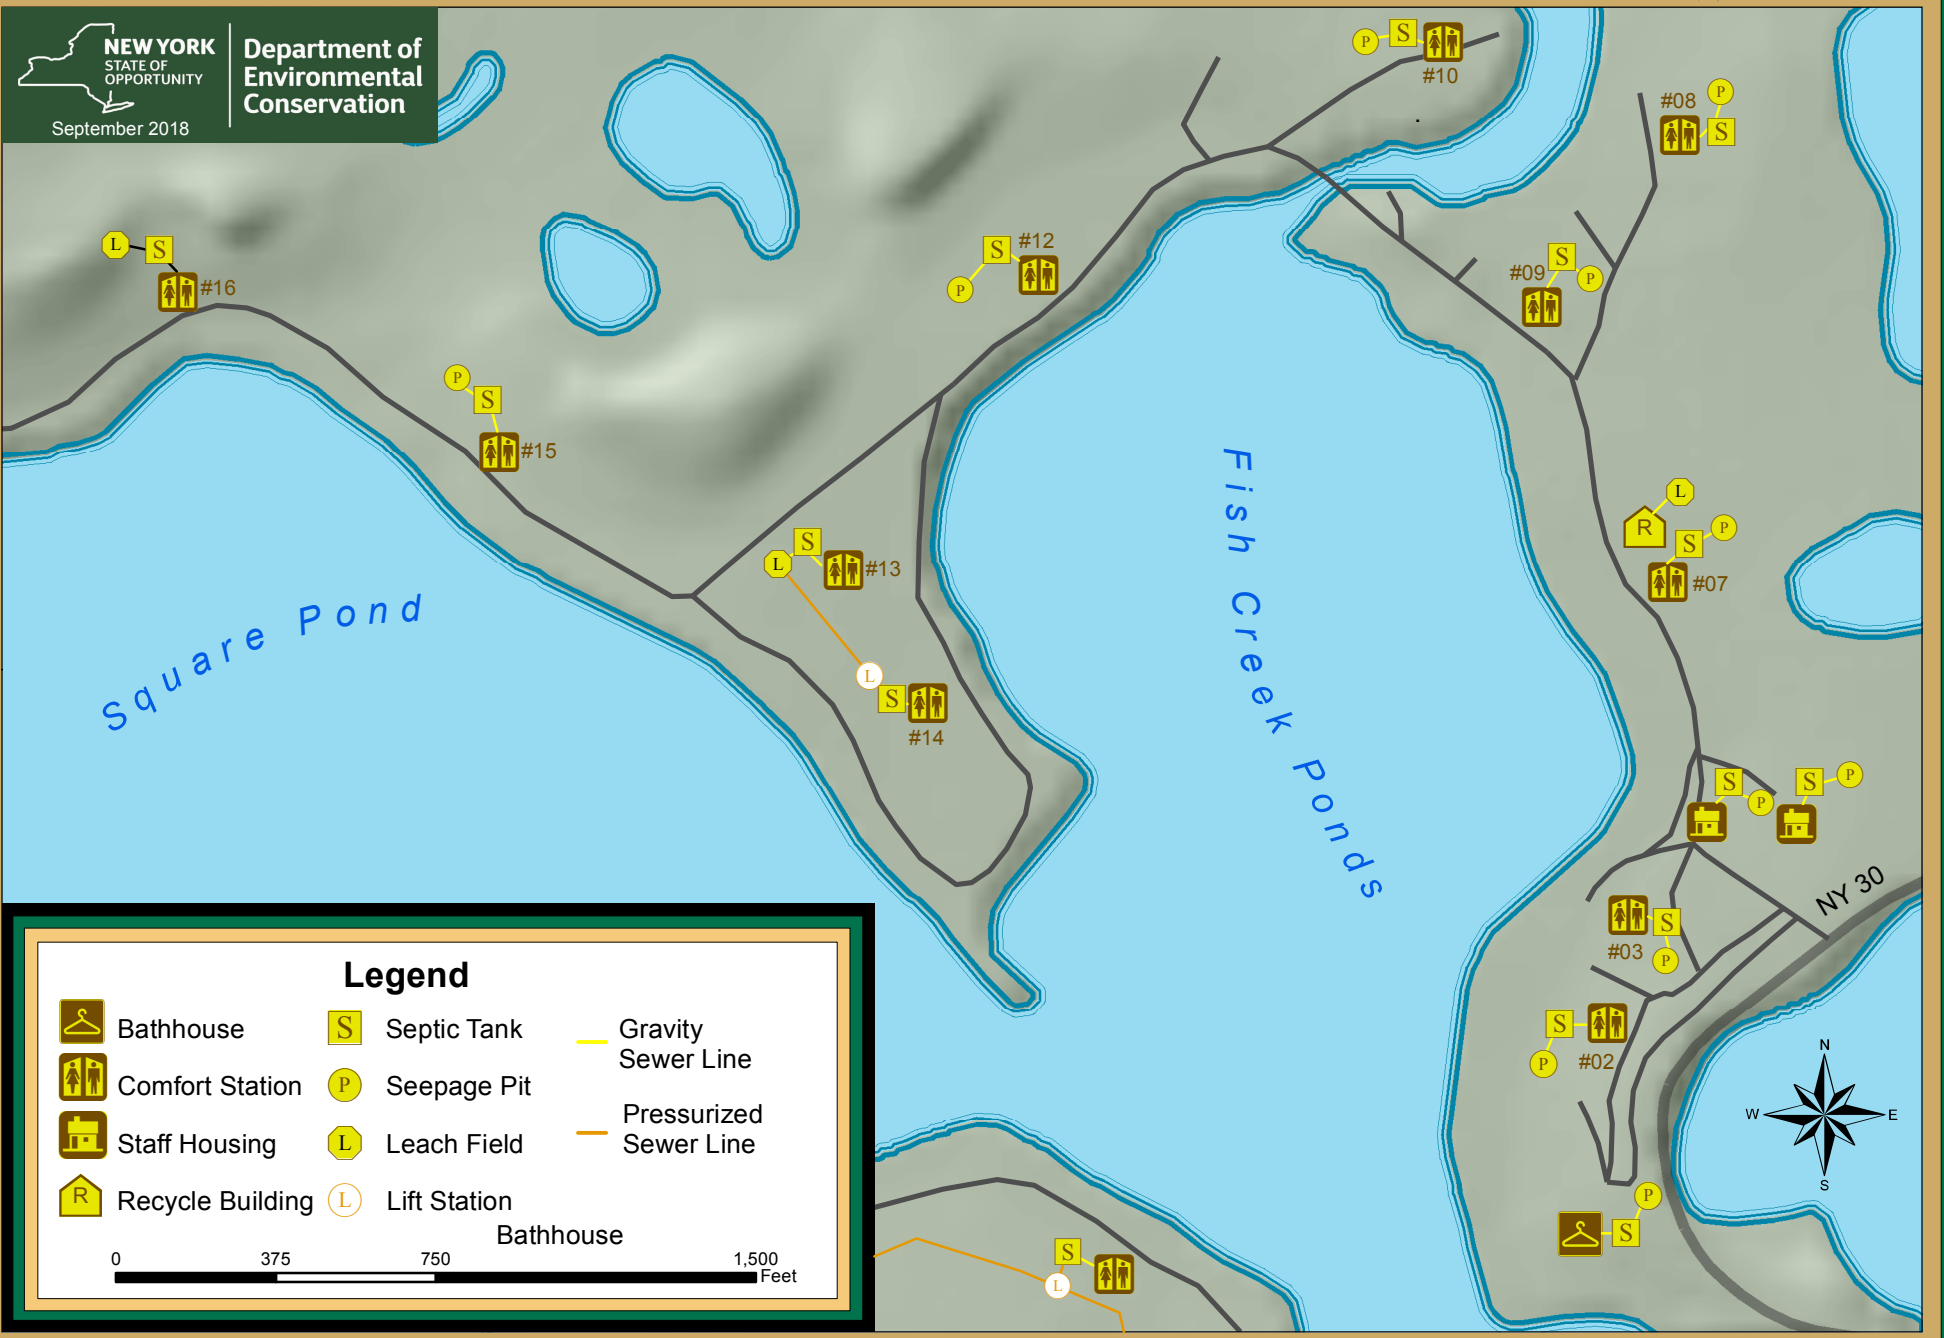 NEW YORK
STATE OF
OPPORTUNITY
Department of
Environmental
Conservation
September 2018
P S
#10
#08 P
S
L S
#16
S #12
P
S
#09 P
P
S
#15
L
R
S P
#07
S
L #13
L
S
#14
Square Pond
Fish Creek Ponds
S
P
S P
NY 30
S
#03
P
S
#02
P
N
W E
S
P
S
S
L
Legend
Bathhouse
Comfort Station
Staff Housing
R Recycle Building
S Septic Tank
P Seepage Pit
L Leach Field
L Lift Station
Gravity
Sewer Line
Pressurized
Sewer Line
Bathhouse
0 375 750 1,500
Feet